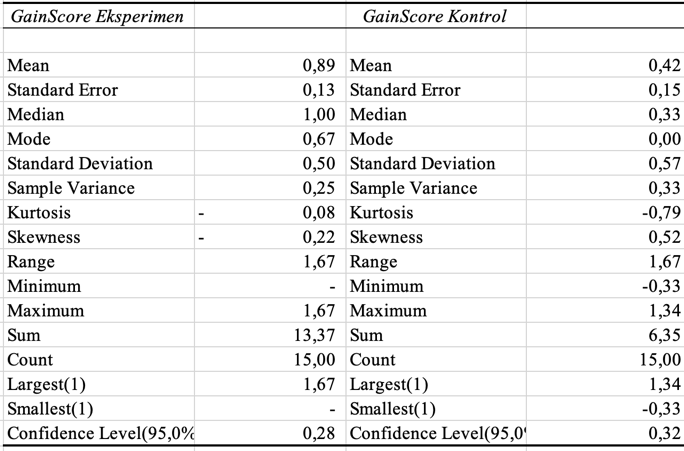 GainScore Eksperimen GainScore Kontrol
Mean 0,89 Mean 0,42
Standard Error 0,13 Standard Error 0,15
Median 1,00 Median 0,33
Mode 0,67 Mode 0,00
Standard Deviation 0,50 Standard Deviation 0,57
Sample Variance 0,25 Sample Variance 0,33
Kurtosis - 0,08 Kurtosis -0,79
Skewness - 0,22 Skewness 0,52
Range 1,67 Range 1,67
Minimum - Minimum -0,33
Maximum 1,67 Maximum 1,34
Sum 13,37 Sum 6,35
Count 15,00 Count 15,00
Largest(1) 1,67 Largest(1) 1,34
Smallest(1) - Smallest(1) -0,33
Confidence Level(95,0% 0,28 Confidence Level(95,0 0,32